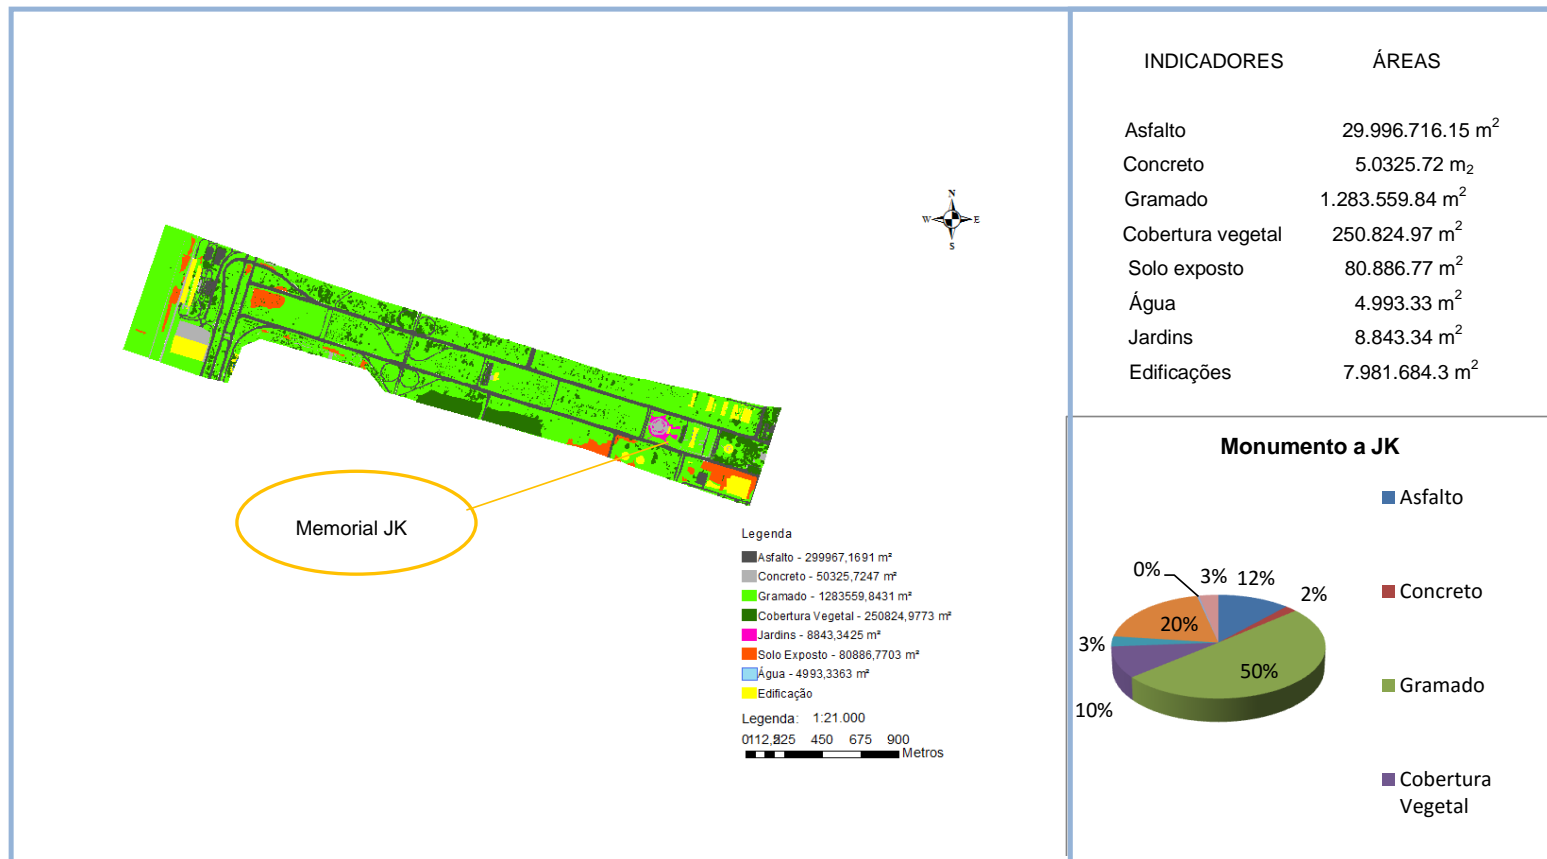 N
W E
S
Memorial JK
Legenda
Asfalto - 299967,1691 m²
Concreto - 50325,7247 m²
Gramado - 1283559,8431 m²
Cobertura Vegetal - 250824,9773 m²
Jardins - 8843,3425 m²
Solo Exposto - 80886,7703 m²
Água - 4993,3363 m²
Edificação
Legenda: 1:21.000
450 675 900
Metros
INDICADORES ÁREAS
Asfalto 29.996.716.15 m²
Concreto 5.0325.72 m₂
Gramado 1.283.559.84 m²
Cobertura vegetal 250.824.97 m²
Solo exposto 80.886.77 m²
Água 4.993.33 m²
Jardins 8.843.34 m²
Edificações 7.981.684.3 m²
Monumento a JK
0% 3% 12% 2%
20%
3%
50%
10%
Asfalto
Concreto
Gramado
Cobertura
Vegetal